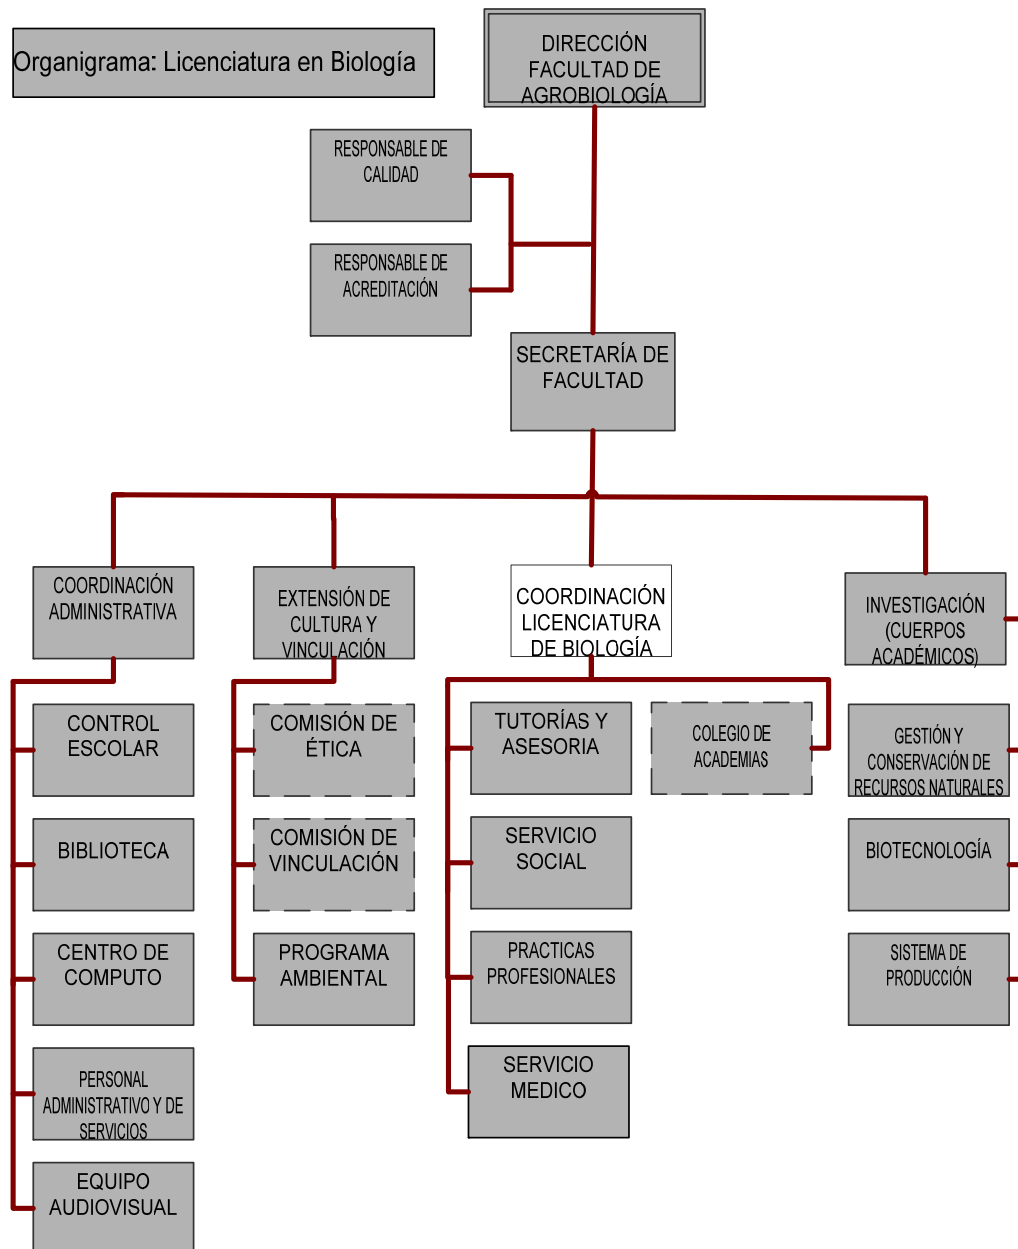 Organigrama: Licenciatura en Biología
DIRECCIÓN
FACULTAD DE
AGROBIOLOGÍA
RESPONSABLE DE
CALIDAD
RESPONSABLE DE
ACREDITACIÓN
SECRETARÍA DE
FACULTAD
COORDINACIÓN
ADMINISTRATIVA
EXTENSIÓN DE
CULTURA Y
VINCULACIÓN
COORDINACIÓN
LICENCIATURA
DE BIOLOGÍA
INVESTIGACIÓN
(CUERPOS
ACADÉMICOS)
CONTROL
ESCOLAR
BIBLIOTECA
CENTRO DE
COMPUTO
PERSONAL
ADMINISTRATIVO Y DE
SERVICIOS
EQUIPO
AUDIOVISUAL
COMISIÓN DE
ÉTICA
COMISIÓN DE
VINCULACIÓN
PROGRAMA
AMBIENTAL
TUTORÍAS Y
ASESORIA
SERVICIO
SOCIAL
PRACTICAS
PROFESIONALES
SERVICIO
MEDICO
COLEGIO DE
ACADEMIAS
GESTIÓN Y
CONSERVACIÓN DE
RECURSOS NATURALES
BIOTECNOLOGÍA
SISTEMA DE
PRODUCCIÓN